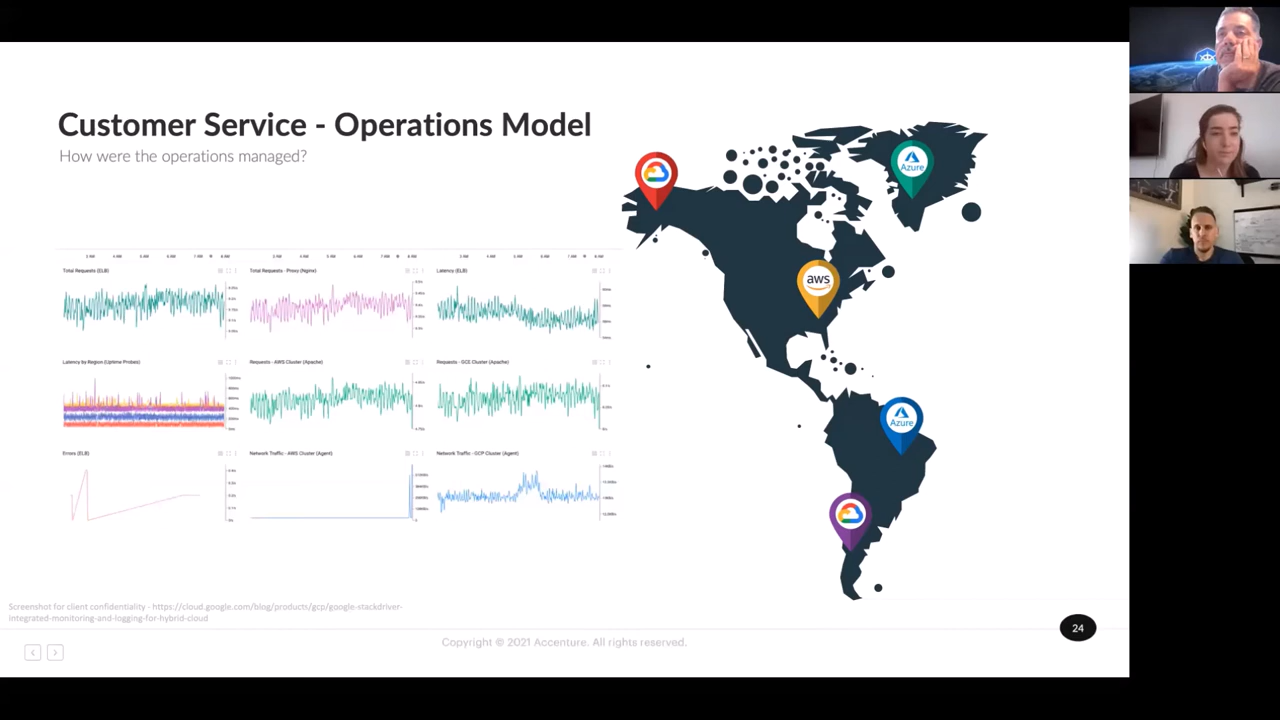 Customer Service - Operations Model
How were the operations managed?
Total Requests (ELB)
Total Requests - Proxy (Nginx)
Latency (ELB)
Latency by Region (Uptime Probes)
Requests - AWS Cluster (Apache)
Requests - GCE Cluster (Apache)
Errors (ELB)
Network Traffic - AWS Cluster (Agent)
Network Traffic - GCP Cluster (Agent)
Azure
aws
Azure
Screenshot for client confidentiality - https://cloud.google.com/blog/products/gcp/google-stackdriver-
integrated-monitoring-and-logging-for-hybrid-cloud
Copyright © 2021 Accenture. All rights reserved.
24